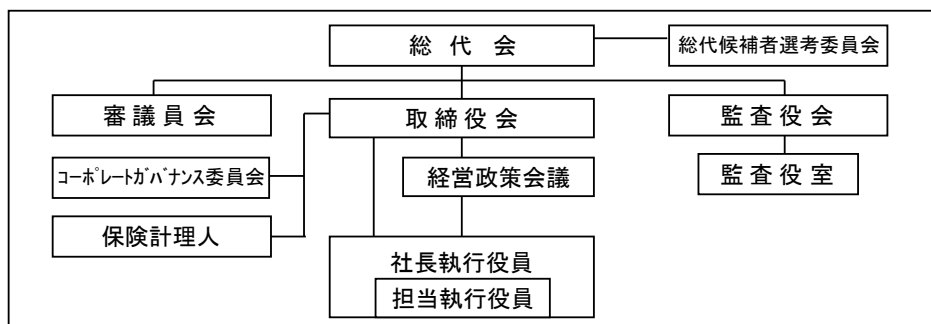 総代会
総代候補者選考委員会
審議員会
取締役会
監査役会
コーポレートガバナンス委員会
経営政策会議
監査役室
保険計理人
社長執行役員
担当執行役員